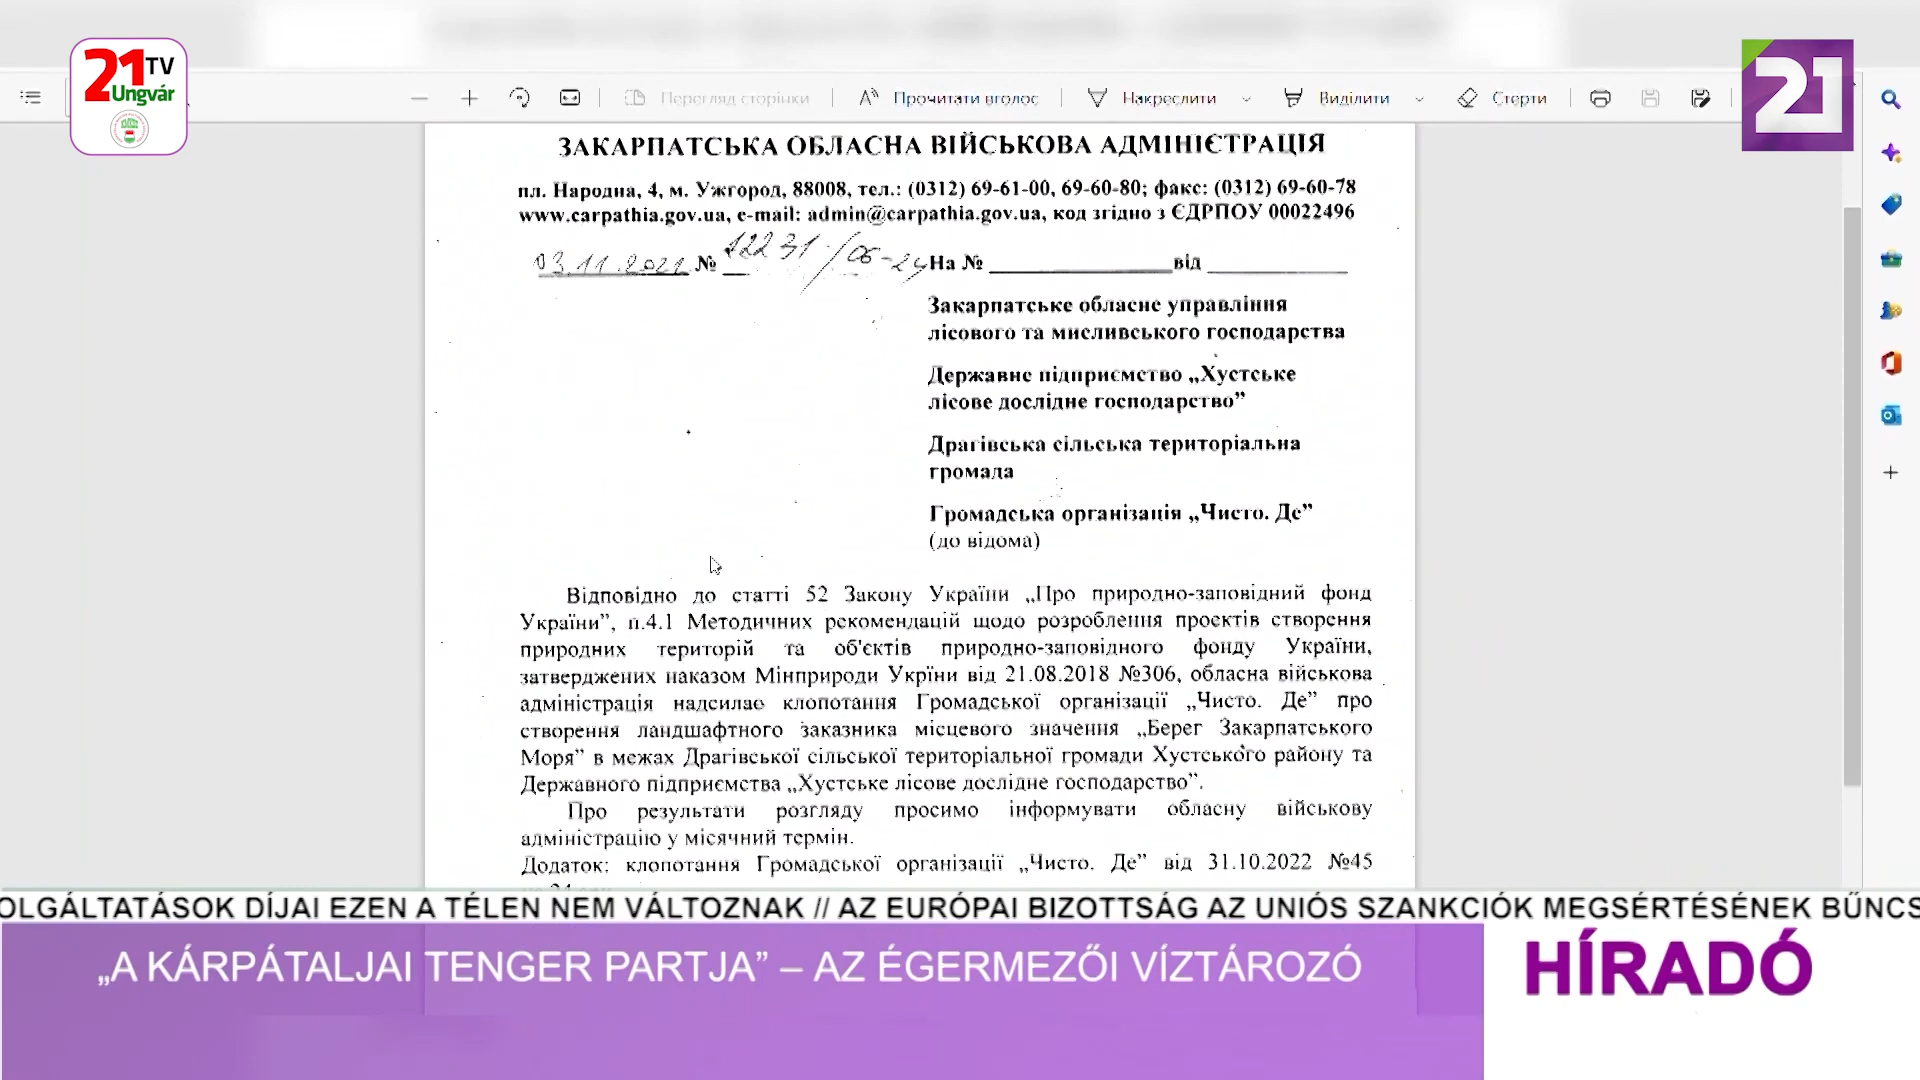 21 TV
Ungvár
21
Перегляд сторінки
Прочитати вголос
Накреслити
Виділити
Стерти
ЗАКАРПАТСЬКА ОБЛАСНА ВІЙСЬКОВА АДМІНІСТРАЦІЯ
пл. Народна, 4, м. Ужгород, 88008, тел.: (0312) 69-61-00, 69-60-80; факс: (0312) 69-60-78
www.carpathia.gov.ua, e-mail: admin@carpathia.gov.ua, код згідно з ЄДРПОУ 00022496
03.11.2022 № 12231/06-24 На № від
Закарпатське обласне управління
лісового та мисливського господарства
Державне підприємство „Хустське
лісове дослідне господарство”
Драгівська сільська територіальна
громада
Громадська організація „Чисто. Де”
(до відома)
Відповідно до статті 52 Закону України „Про природно-заповідний фонд
України”, п.4.1 Методичних рекомендацій щодо розроблення проєктів створення
природних територій та об'єктів природно-заповідного фонду України,
затверджених наказом Мінприроди Укрїни від 21.08.2018 №306, обласна військова
адміністрація надсилає клопотання Громадської організації „Чисто. Де” про
створення ландшафтного заказника місцевого значення „Берег Закарпатського
Моря” в межах Драгівської сільської територіальної громади Хустського району та
Державного підприємства „Хустське лісове дослідне господарство”.
Про результати розгляду просимо інформувати обласну військову
адміністрацію у місячний термін.
Додаток: клопотання Громадської організації „Чисто. Де” від 31.10.2022 №45
OLGÁLTATÁSOK DÍJAI EZEN A TÉLEN NEM VÁLTOZNAK // AZ EURÓPAI BIZOTTSÁG AZ UNIÓS SZANKCIÓK MEGSÉRTÉSÉNEK BŰNCS
„A KÁRPÁTALJAI TENGER PARTJA” – AZ ÉGERMEZŐI VÍZTÁROZÓ
HÍRADÓ